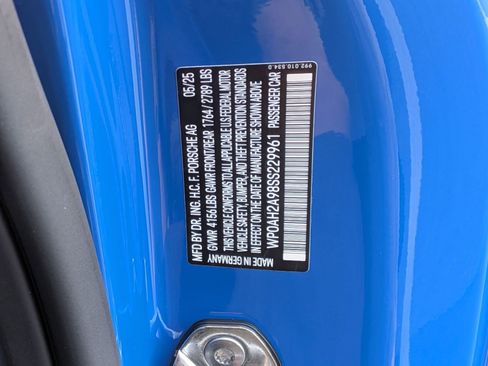 MFD BY DR. ING. H.C. F. PORSCHE AG 05/25
GVWR 4156 LBS GAWR FRONT/REAR 1764 / 2789 LBS
THIS VEHICLE CONFORMS TO ALL APPLICABLE U.S. FEDERAL MOTOR
VEHICLE SAFETY, BUMPER, AND THEFT PREVENTION STANDARDS
IN EFFECT ON THE DATE OF MANUFACTURE SHOWN ABOVE
WP0AH2A98SS229961 PASSENGER CAR
MADE IN GERMANY
992.010.534.0